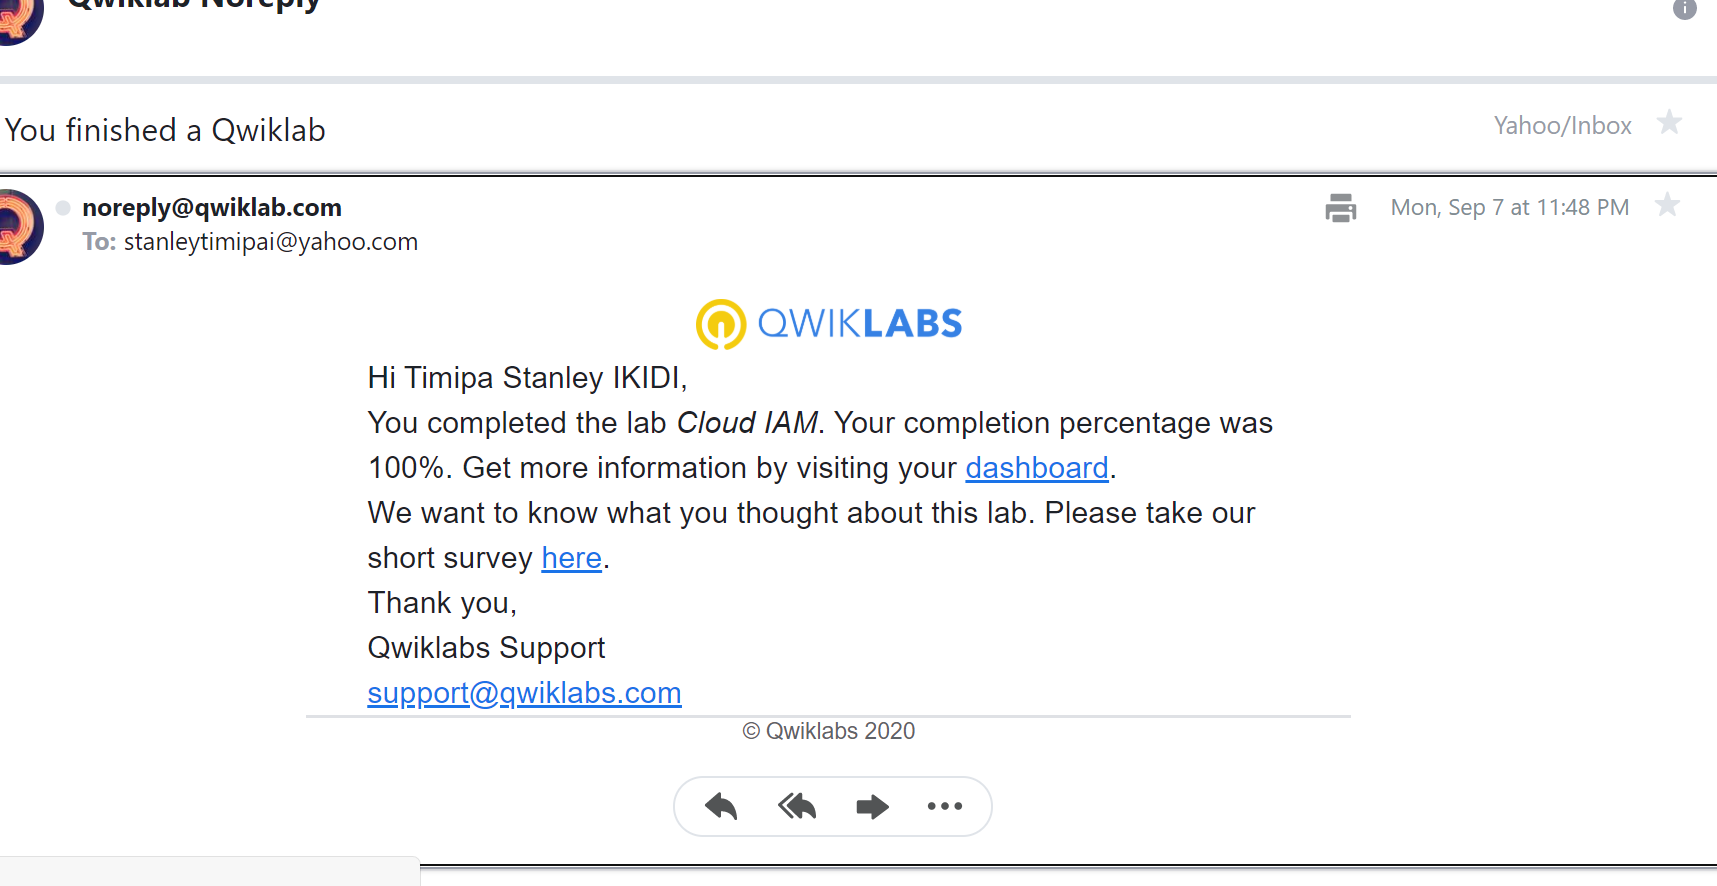 Qwiklab Noreply
You finished a Qwiklab
Yahoo/Inbox
noreply@qwiklab.com
Mon, Sep 7 at 11:48 PM
To: stanleytimipai@yahoo.com
QWIKLABS
Hi Timipa Stanley IKIDI,
You completed the lab Cloud IAM. Your completion percentage was
100%. Get more information by visiting your dashboard.
We want to know what you thought about this lab. Please take our
short survey here.
Thank you,
Qwiklabs Support
support@qwiklabs.com
© Qwiklabs 2020